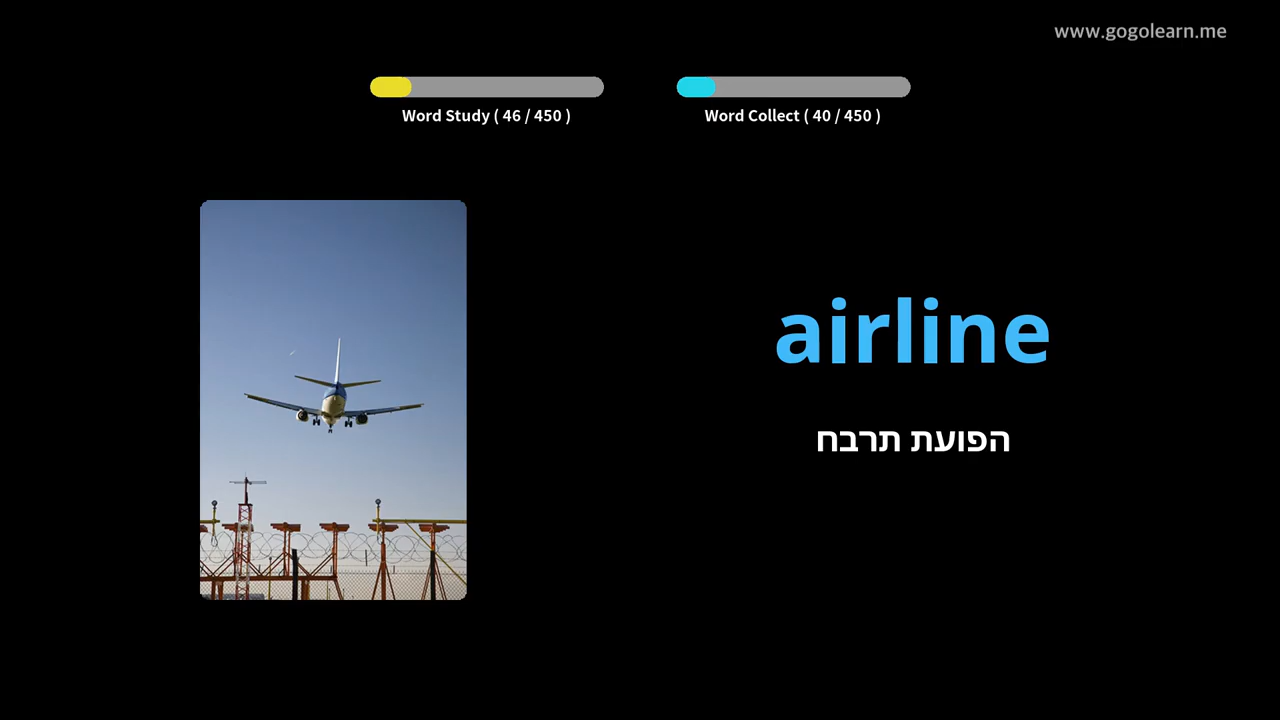 www.gogolearn.me
Word Study ( 46 / 450 )
Word Collect ( 40 / 450 )
airline
הפועת תרבח